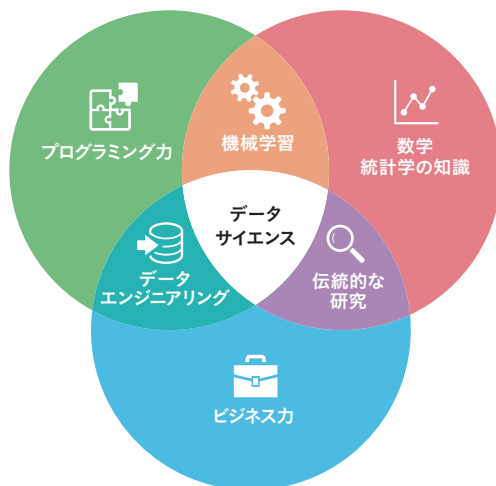 プログラミング力
機械学習
数学
統計学の知識
データ
サイエンス
データ
エンジニアリング
伝統的な
研究
ビジネス力